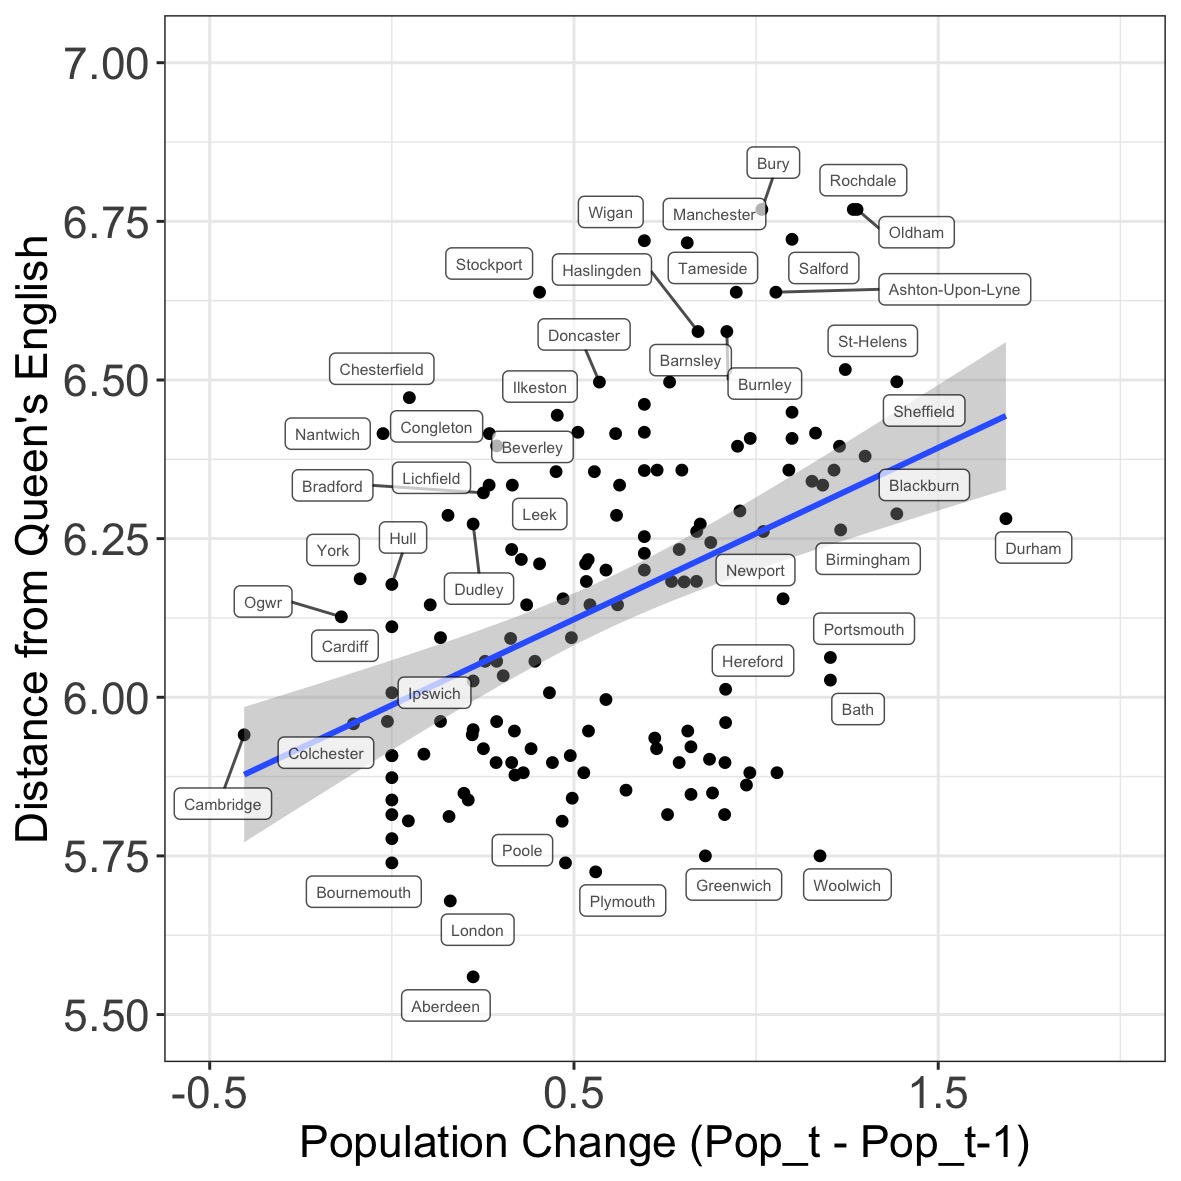 7.00
6.75
6.50
6.25
6.00
5.75
5.50
Distance from Queen's English
Bury
Rochdale
Wigan
Manchester
Oldham
Stockport
Haslingden
Tameside
Salford
Ashton-Upon-Lyne
Doncaster
St-Helens
Chesterfield
Barnsley
Ilkeston
Burnley
Sheffield
Nantwich
Congleton
Beverley
Bradford
Lichfield
Blackburn
Leek
York
Hull
Durham
Birmingham
Newport
Dudley
Ogwr
Cardiff
Portsmouth
Hereford
Ipswich
Bath
Colchester
Cambridge
Poole
Bournemouth
Greenwich
Woolwich
Plymouth
London
Aberdeen
-0.5
0.5
1.5
Population Change (Pop_t - Pop_t-1)